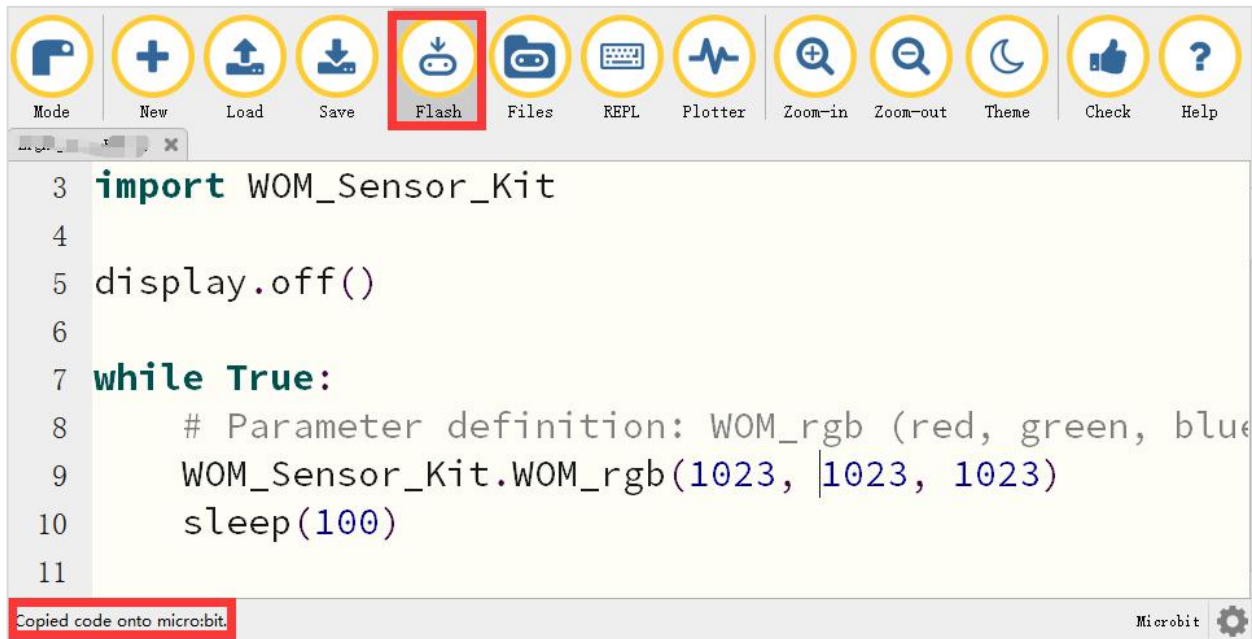 Mode New Load Save Flash Files REPL Plotter Zoom-in Zoom-out Theme Check Help
3 import WOM_Sensor_Kit
4
5 display.off()
6
7 while True:
8 # Parameter definition: WOM_rgb (red, green, blue
9 WOM_Sensor_Kit.WOM_rgb(1023, 1023, 1023)
10 sleep(100)
11
Copied code onto micro:bit. Microbit